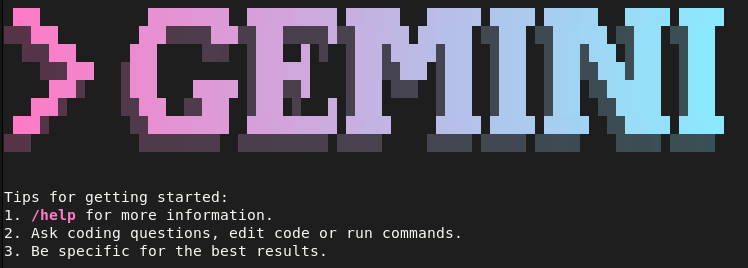 > GEMINI
Tips for getting started:
1. /help for more information.
2. Ask coding questions, edit code or run commands.
3. Be specific for the best results.